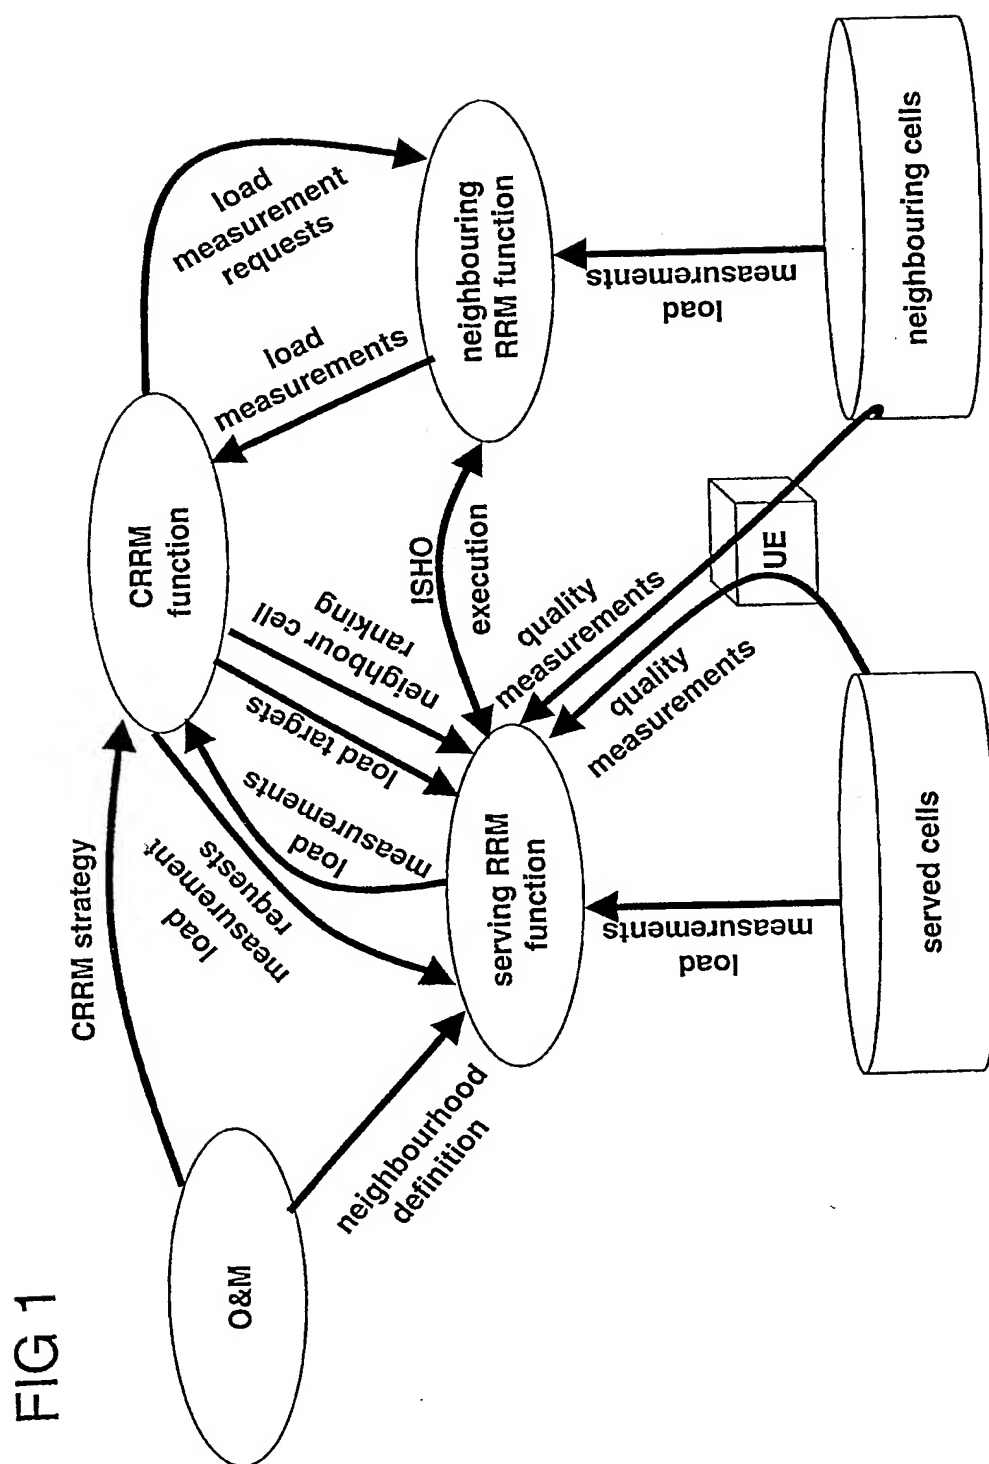 FIG 1
O&M
CRRM strategy
neighbourhood
definition
CRRM
function
load
measurement
requests
load
measurements
load targets
neighbour cell
ranking
load
measurements
load
measurement
requests
serving RRM
function
ISHO
execution
neighbouring
RRM function
quality
measurements
quality
measurements
UE
load
measurements
load
measurements
served cells
neighbouring cells